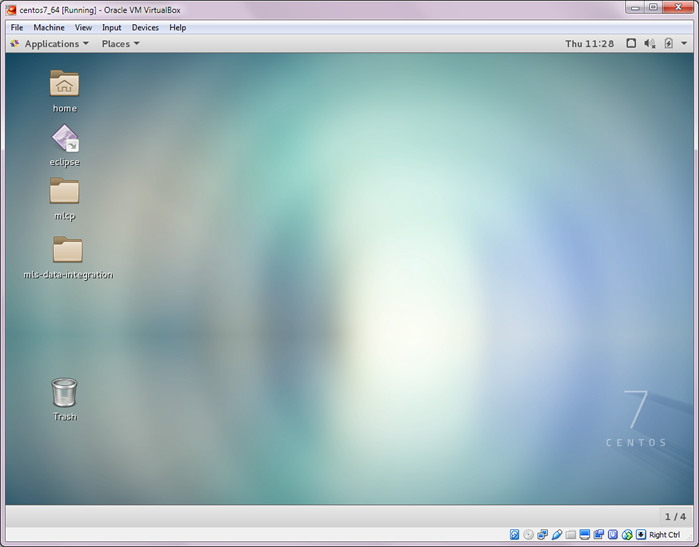 centos7_64 [Running] - Oracle VM VirtualBox
File Machine View Input Devices Help
Applications Places Thu 11:28
home
eclipse
mlcp
mls-data-integration
Trash
7
CENTOS
1 / 4
Right Ctrl